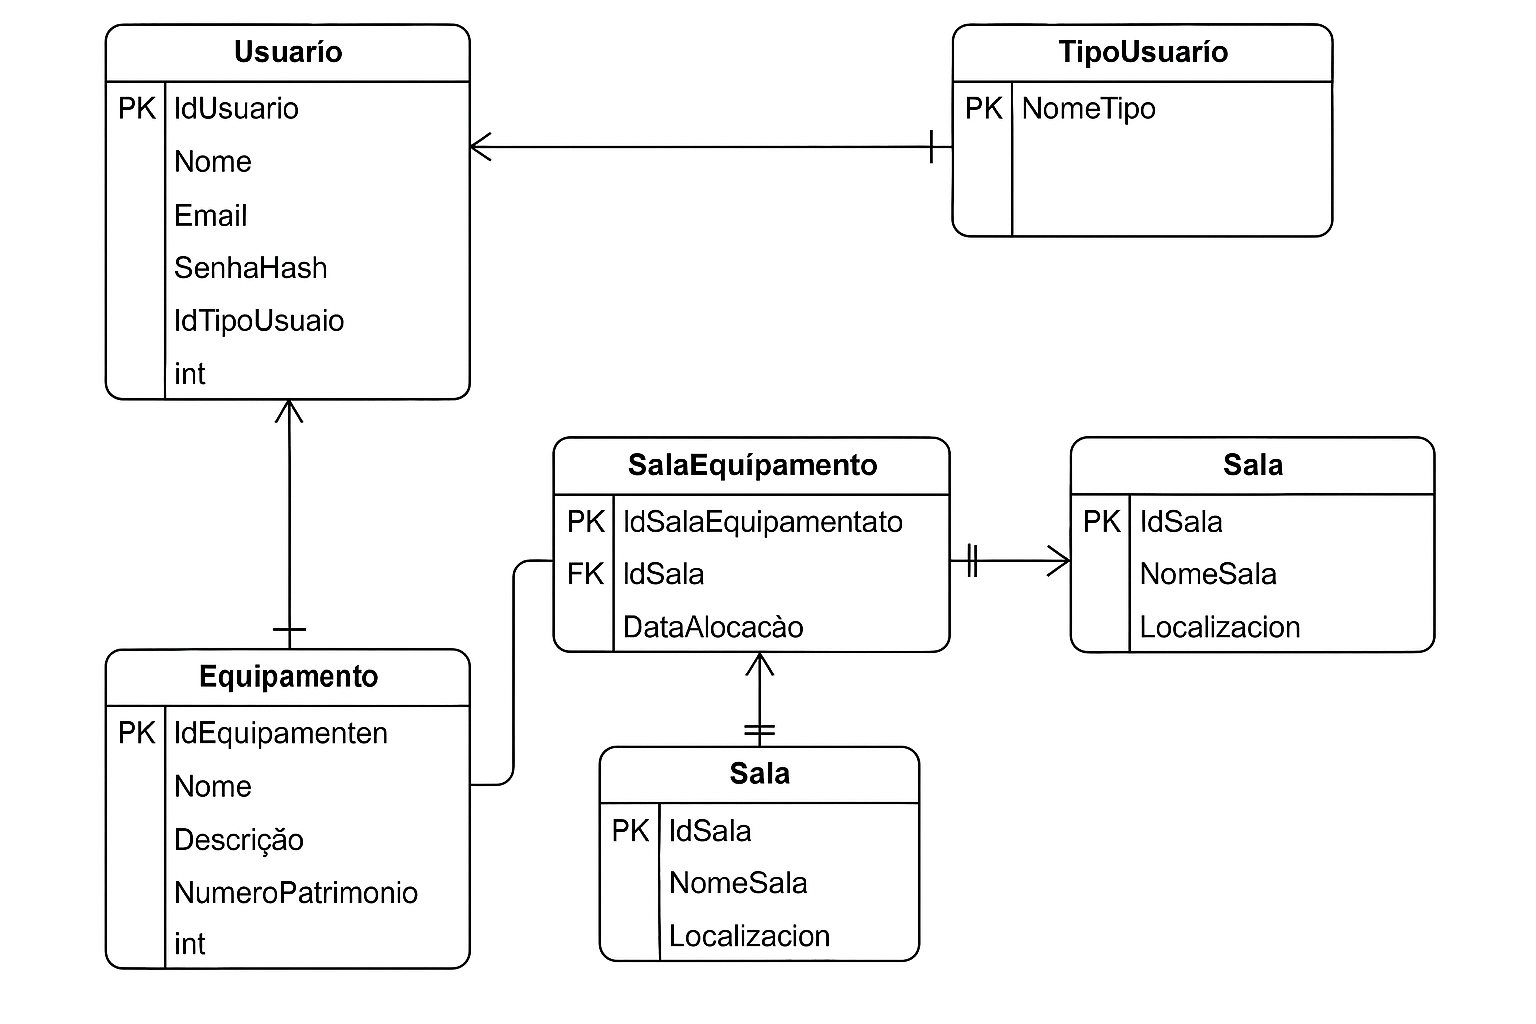 Usuarío
PK IdUsuario
Nome
Email
SenhaHash
IdTipoUsuaio
int
TipoUsuarío
PK NomeTipo
SalaEquípamento
PK IdSalaEquipamentato
FK IdSala
DataAlocacào
Sala
PK IdSala
NomeSala
Localizacion
Equipamento
PK IdEquipamenten
Nome
Descriçǎo
NumeroPatrimonio
int
Sala
PK IdSala
NomeSala
Localizacion